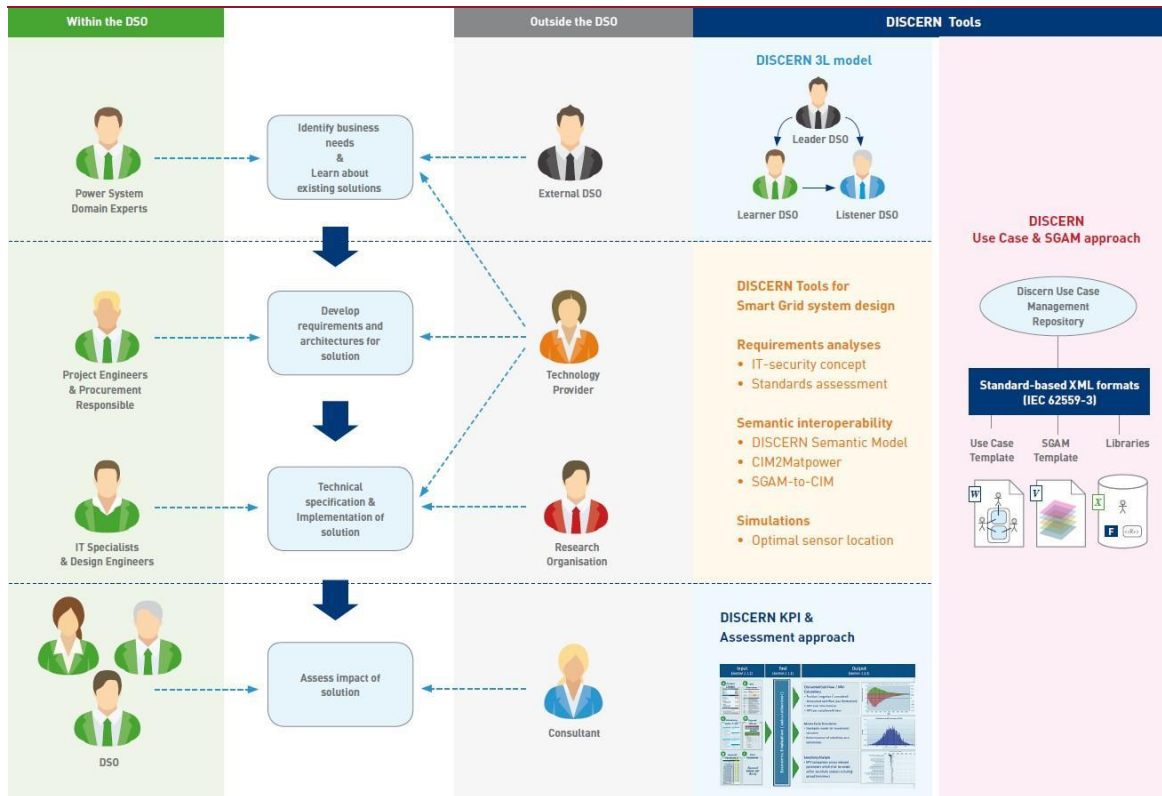 Within the DSO
Outside the DSO
DISCERN Tools
Power System
Domain Experts
Identify business
needs
&
Learn about
existing solutions
External DSO
DISCERN 3L model
Leader DSO
Learner DSO
Listener DSO
Project Engineers
& Procurement
Responsible
Develop
requirements and
architectures for
solution
Technology
Provider
DISCERN Tools for
Smart Grid system design
Requirements analyses
• IT-security concept
• Standards assessment
Semantic interoperability
• DISCERN Semantic Model
• CIM2Matpower
• SGAM-to-CIM
Simulations
• Optimal sensor location
IT Specialists
& Design Engineers
Technical
specification &
Implementation of
solution
Research
Organisation
DSO
Assess impact of
solution
Consultant
DISCERN KPI &
Assessment approach
Input
Tool
Output
DISCERN
Use Case & SGAM approach
Discern Use Case
Management
Repository
Standard-based XML formats
(IEC 62559-3)
Use Case
Template
SGAM
Template
Libraries
W
V
X
F